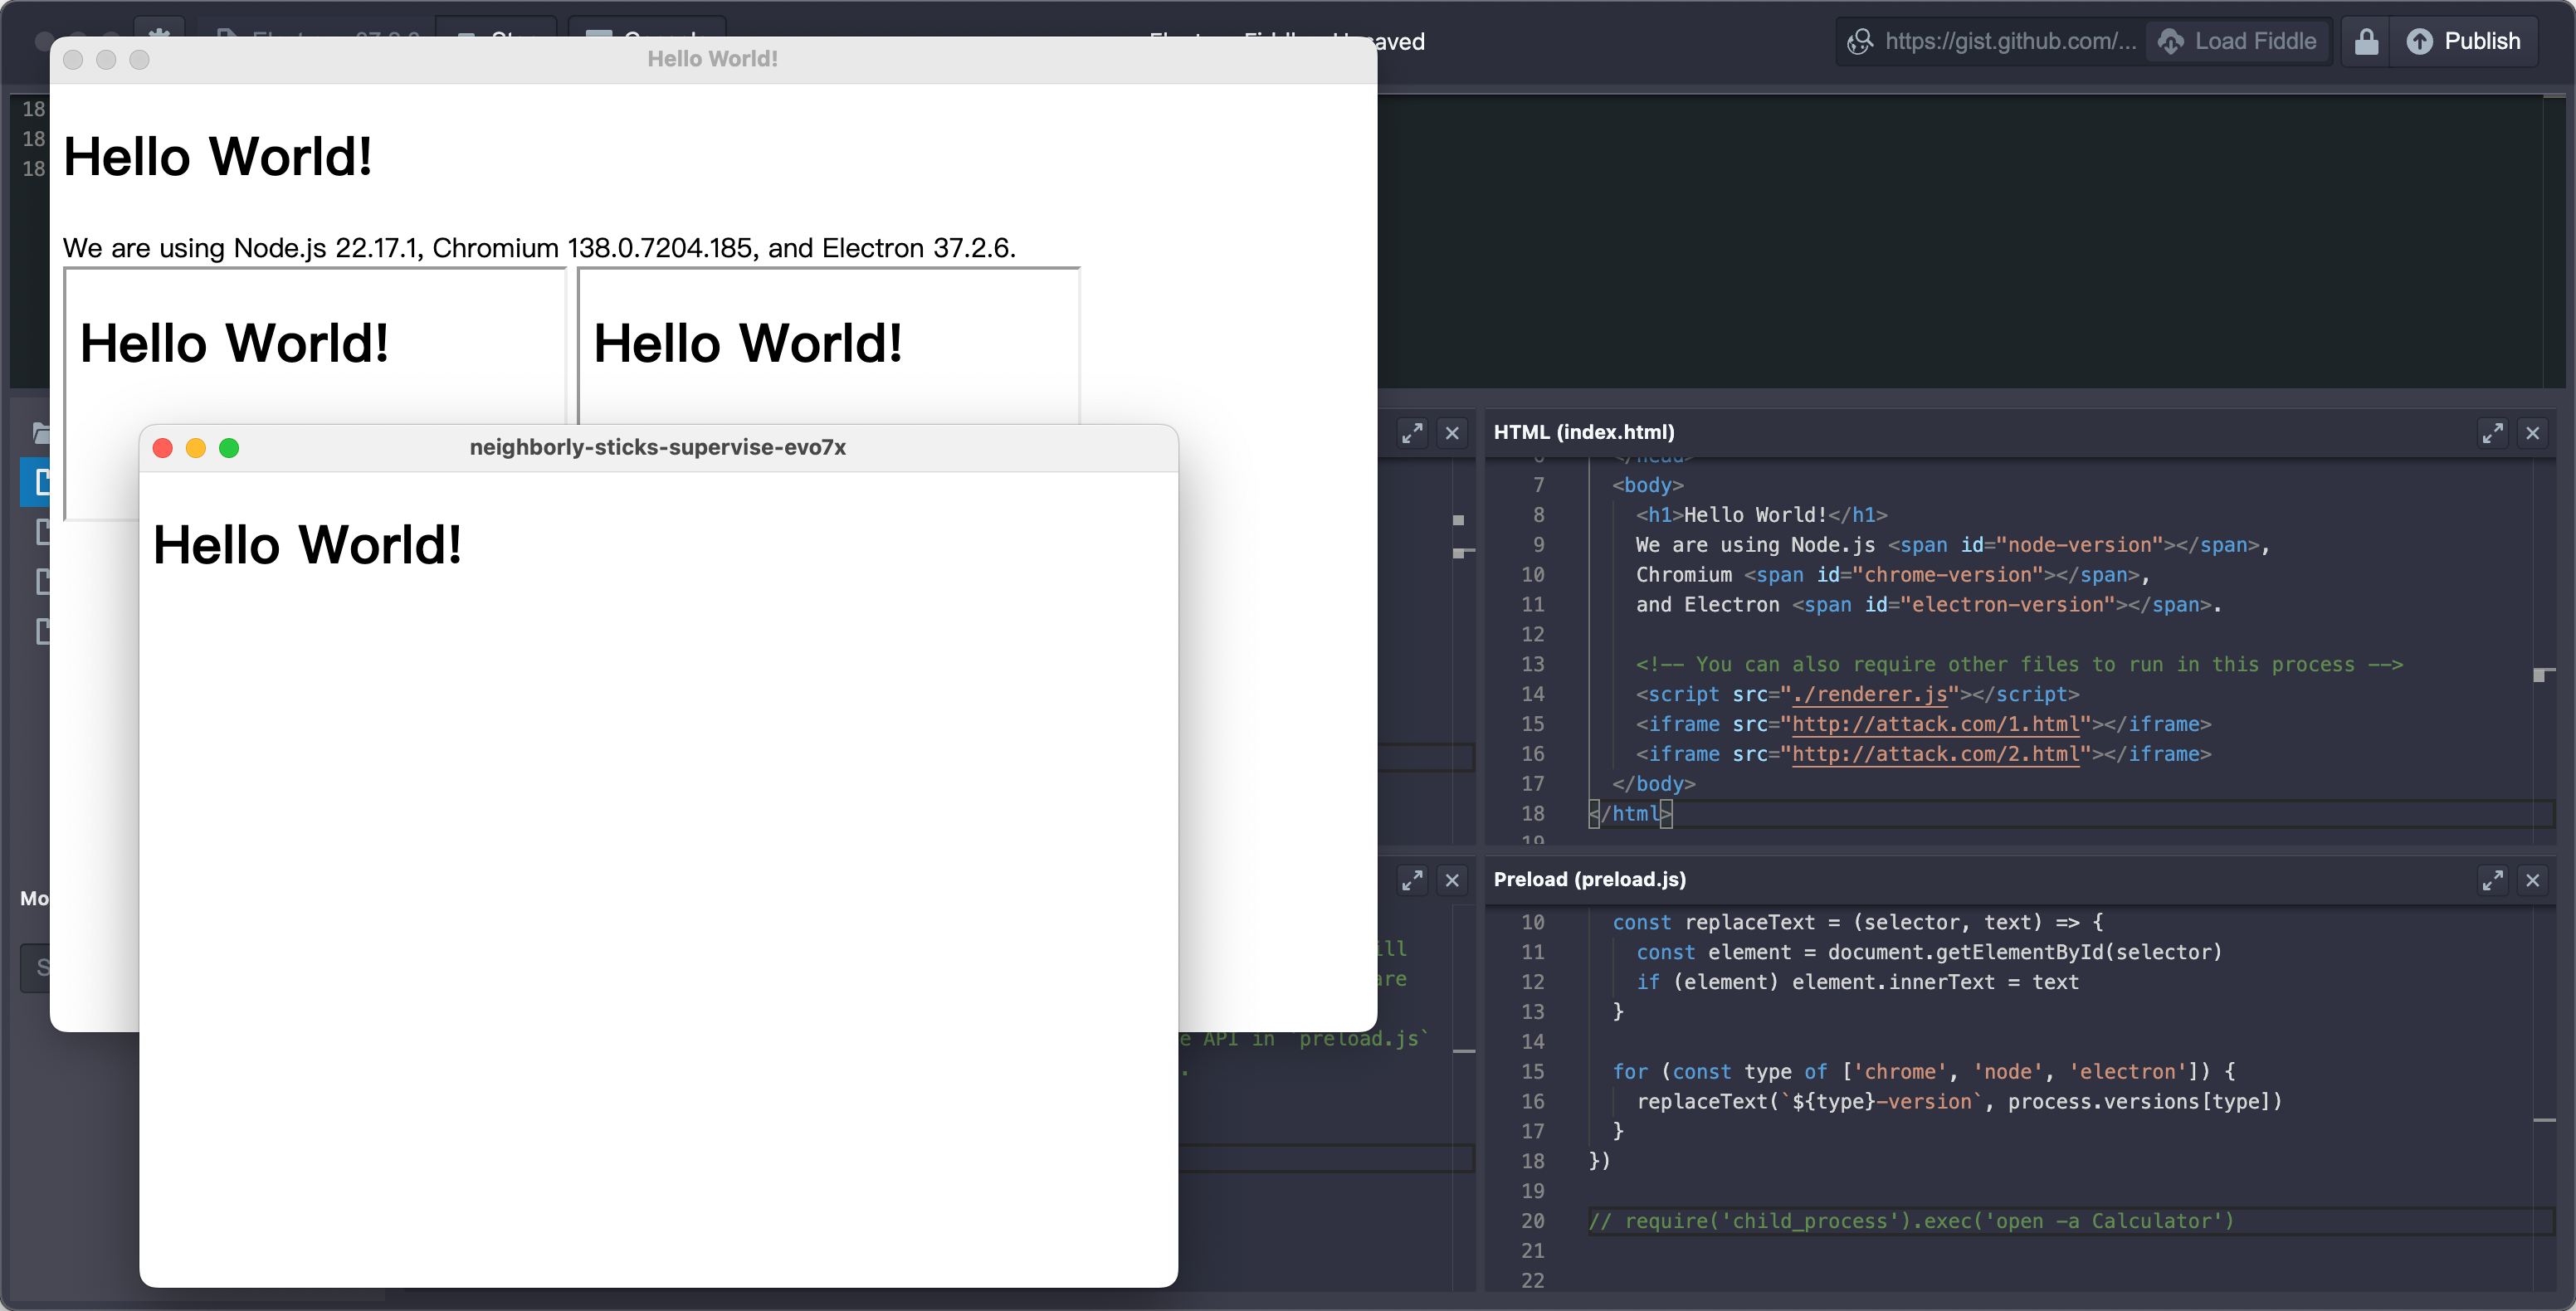 saved
https://gist.github.com/...
Load Fiddle
Publish
Hello World!
18
18
18
Hello World!
We are using Node.js 22.17.1, Chromium 138.0.7204.185, and Electron 37.2.6.
Hello World!
Hello World!
neighborly-sticks-supervise-evo7x
Hello World!
Mo
S
ill
are
e API in `preload.js`
.
HTML (index.html)
7 <body>
8 <h1>Hello World!</h1>
9 We are using Node.js <span id="node-version"></span>,
10 Chromium <span id="chrome-version"></span>,
11 and Electron <span id="electron-version"></span>.
12
13 <!-- You can also require other files to run in this process -->
14 <script src="./renderer.js"></script>
15 <iframe src="http://attack.com/1.html"></iframe>
16 <iframe src="http://attack.com/2.html"></iframe>
17 </body>
18 </html>
Preload (preload.js)
10 const replaceText = (selector, text) => {
11 const element = document.getElementById(selector)
12 if (element) element.innerText = text
13 }
14
15 for (const type of ['chrome', 'node', 'electron']) {
16 replaceText(`${type}-version`, process.versions[type])
17 }
18 })
19
20 // require('child_process').exec('open -a Calculator')
21
22